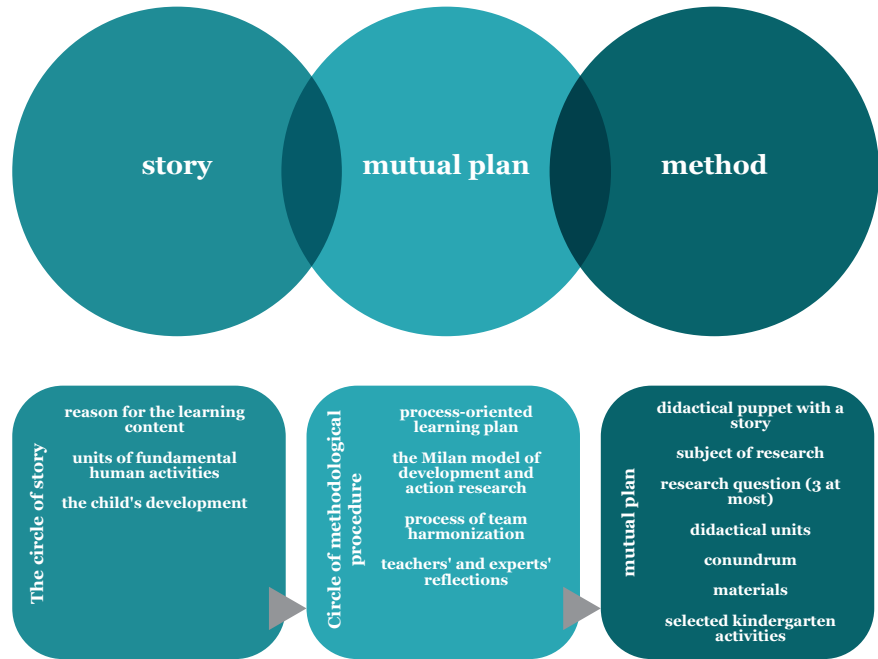 story
mutual plan
method
The circle of story
reason for the learning
content
units of fundamental
human activities
the child's development
Circle of methodological
procedure
process-oriented
learning plan
the Milan model of
development and
action research
process of team
harmonization
teachers' and experts'
reflections
mutual plan
didactical puppet with a
story
subject of research
research question (3 at
most)
didactical units
conundrum
materials
selected kindergarten
activities